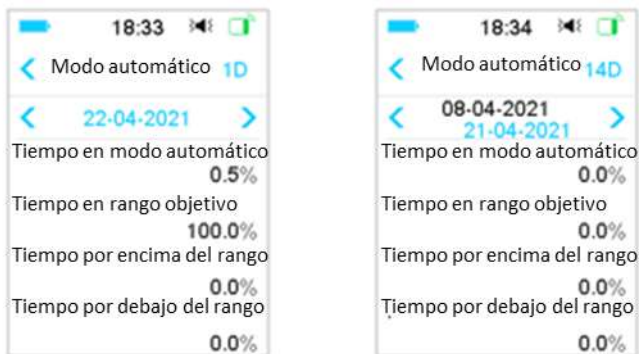 18:33
Modo automático 1D
22-04-2021
Tiempo en modo automático
0.5%
Tiempo en rango objetivo
100.0%
Tiempo por encima del rango
0.0%
Tiempo por debajo del rango
0.0%
18:34
Modo automático 14D
08-04-2021
21-04-2021
Tiempo en modo automático
0.0%
Tiempo en rango objetivo
0.0%
Tiempo por encima del rango
0.0%
Tiempo por debajo del rango
0.0%